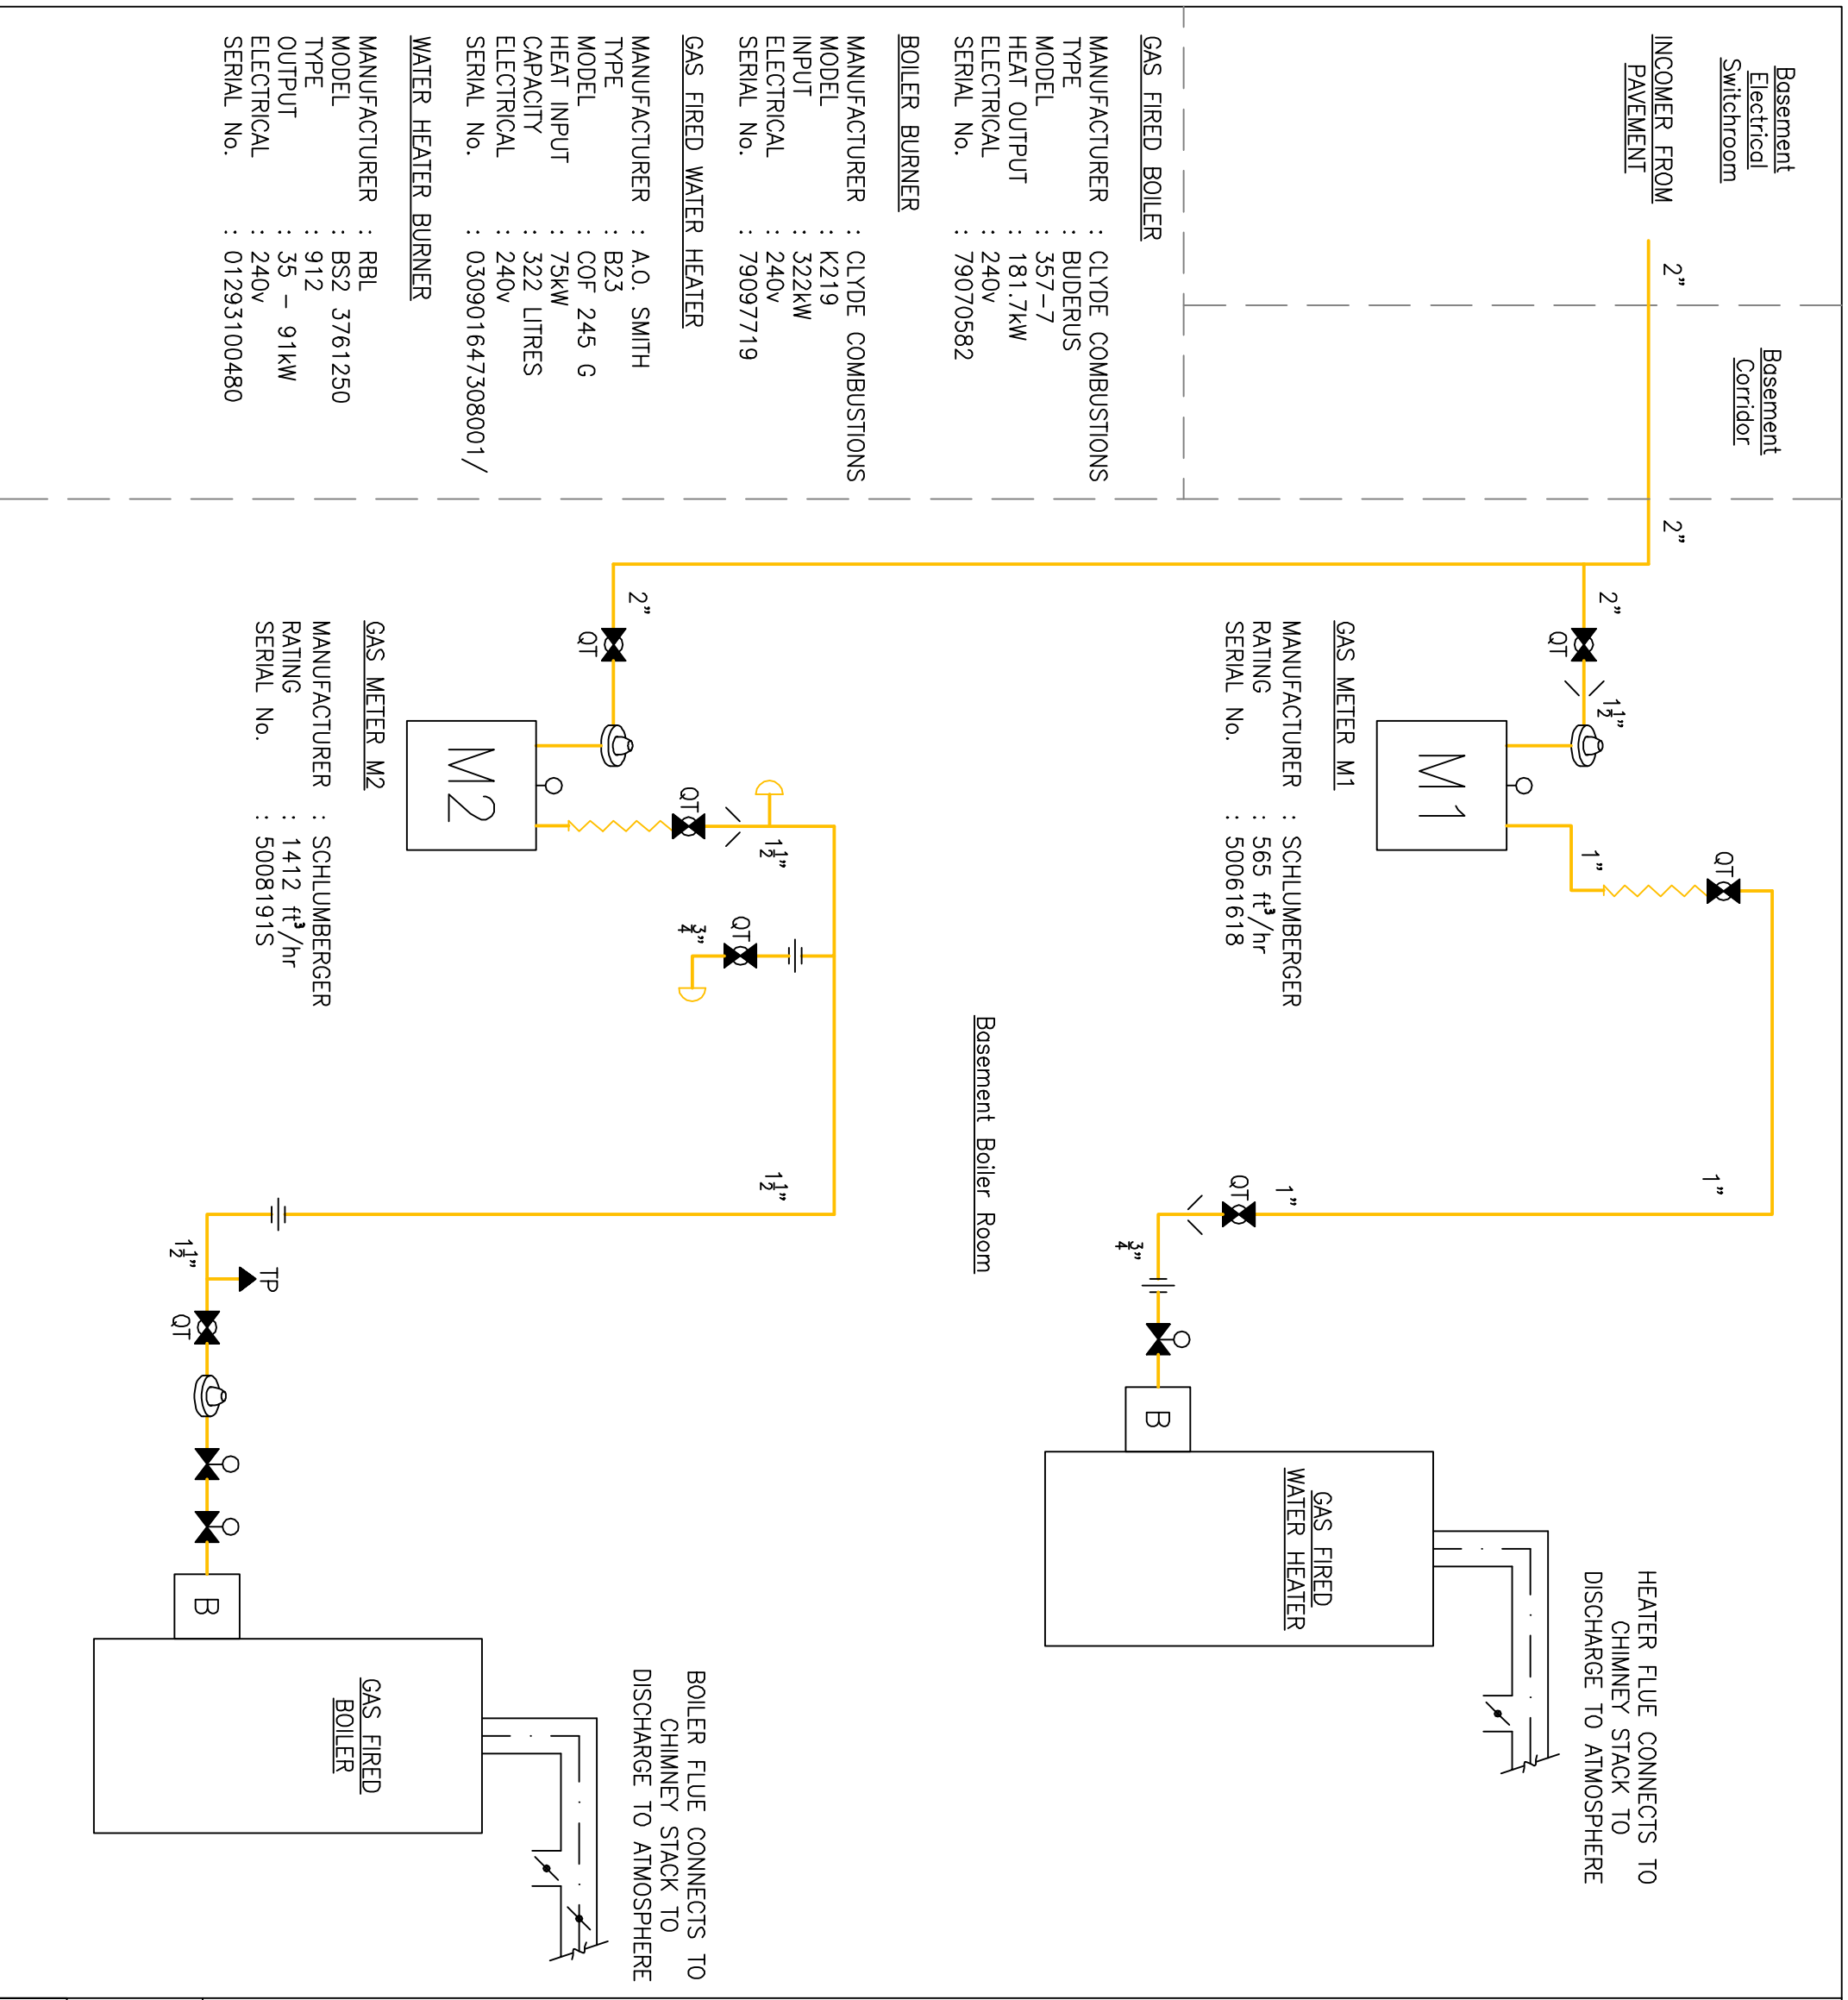 Basement
Electrical
Switchroom
INCOMER FROM
PAVEMENT
2"
Basement
Corridor
2"
2"
QT
1½"
GAS METER M1
MANUFACTURER : SCHLUMBERGER
RATING : 565 ft³/hr
SERIAL No. : 50061618
M1
1"
QT
1"
1"
QT
¾"
B
GAS FIRED
WATER HEATER
HEATER FLUE CONNECTS TO
CHIMNEY STACK TO
DISCHARGE TO ATMOSPHERE
Basement Boiler Room
GAS FIRED BOILER
MANUFACTURER : CLYDE COMBUSTIONS
TYPE : BUDERUS
MODEL : 357-7
HEAT OUTPUT : 181.7kW
ELECTRICAL : 240v
SERIAL No. : 79070582
BOILER BURNER
MANUFACTURER : CLYDE COMBUSTIONS
MODEL : K219
INPUT : 322kW
ELECTRICAL : 240v
SERIAL No. : 79097719
GAS FIRED WATER HEATER
MANUFACTURER : A.O. SMITH
TYPE : B23
MODEL : COF 245 G
HEAT INPUT : 75kW
CAPACITY : 322 LITRES
ELECTRICAL : 240v
SERIAL No. : 030901647308001/
WATER HEATER BURNER
MANUFACTURER : RBL
MODEL : BS2 3761250
TYPE : 912
OUTPUT : 35 - 91kW
ELECTRICAL : 240v
SERIAL No. : 01293100480
2"
QT
M2
GAS METER M2
MANUFACTURER : SCHLUMBERGER
RATING : 1412 ft³/hr
SERIAL No. : 5008191S
QT
1½"
QT
¾"
1½"
1½"
TP
QT
B
GAS FIRED
BOILER
BOILER FLUE CONNECTS TO
CHIMNEY STACK TO
DISCHARGE TO ATMOSPHERE